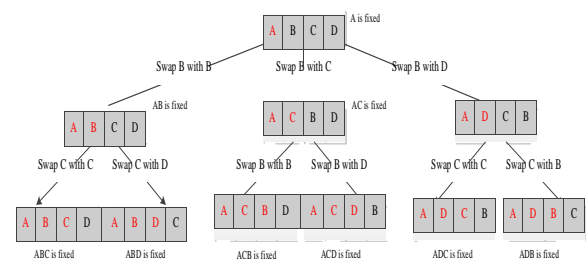 A B C D
A is fixed
Swap B with B
Swap B with C
Swap B with D
AB is fixed
A B C D
A C B D
AC is fixed
A D C B
Swap C with C
Swap C with D
Swap B with B
Swap B with D
Swap C with C
Swap C with B
A B C D
A B D C
A C B D
A C D B
A D C B
A D B C
ABC is fixed
ABD is fixed
ACB is fixed
ACD is fixed
ADC is fixed
ADB is fixed